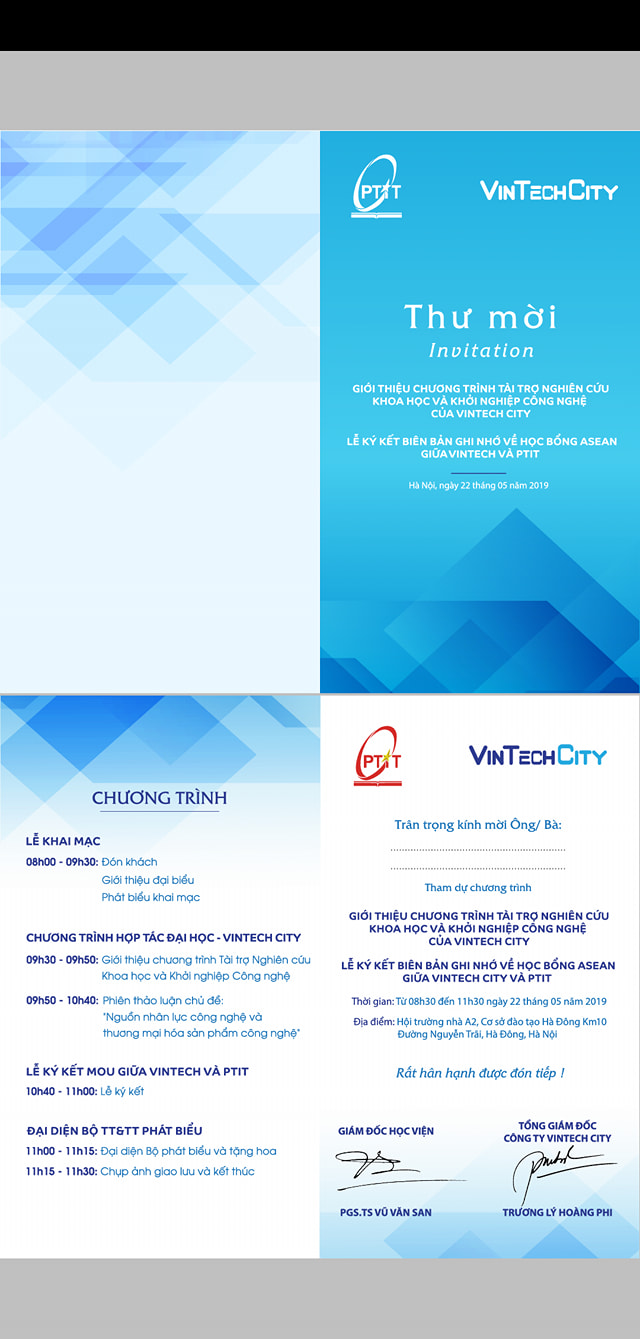 PTIT
VINTECHCITY
Thư mời
Invitation
GIỚI THIỆU CHƯƠNG TRÌNH TÀI TRỢ NGHIÊN CỨU
KHOA HỌC VÀ KHỞI NGHIỆP CÔNG NGHỆ
CỦA VINTECH CITY
LỄ KÝ KẾT BIÊN BẢN GHI NHỚ VỀ HỌC BỔNG ASEAN
GIỮA VINTECH VÀ PTIT
Hà Nội, ngày 22 tháng 05 năm 2019
CHƯƠNG TRÌNH
LỄ KHAI MẠC
08h00 - 09h30: Đón khách
Giới thiệu đại biểu
Phát biểu khai mạc
CHƯƠNG TRÌNH HỢP TÁC ĐẠI HỌC - VINTECH CITY
09h30 - 09h50: Giới thiệu chương trình Tài trợ Nghiên cứu
Khoa học và Khởi nghiệp Công nghệ
09h50 - 10h40: Phiên thảo luận chủ đề:
"Nguồn nhân lực công nghệ và
thương mại hóa sản phẩm công nghệ"
LỄ KÝ KẾT MOU GIỮA VINTECH VÀ PTIT
10h40 - 11h00: Lễ ký kết
ĐẠI DIỆN BỘ TT&TT PHÁT BIỂU
11h00 - 11h15: Đại diện Bộ phát biểu và tặng hoa
11h15 - 11h30: Chụp ảnh giao lưu và kết thúc
PTIT
VINTECHCITY
Trân trọng kính mời Ông/ Bà:
Tham dự chương trình
GIỚI THIỆU CHƯƠNG TRÌNH TÀI TRỢ NGHIÊN CỨU
KHOA HỌC VÀ KHỞI NGHIỆP CÔNG NGHỆ
CỦA VINTECH CITY
LỄ KÝ KẾT BIÊN BẢN GHI NHỚ VỀ HỌC BỔNG ASEAN
GIỮA VINTECH CITY VÀ PTIT
Thời gian: Từ 08h30 đến 11h30 ngày 22 tháng 05 năm 2019
Địa điểm: Hội trường nhà A2, Cơ sở đào tạo Hà Đông Km10
Đường Nguyễn Trãi, Hà Đông, Hà Nội
Rất hân hạnh được đón tiếp !
GIÁM ĐỐC HỌC VIỆN
PGS.TS VŨ VĂN SAN
TỔNG GIÁM ĐỐC
CÔNG TY VINTECH CITY
TRƯƠNG LÝ HOÀNG PHI